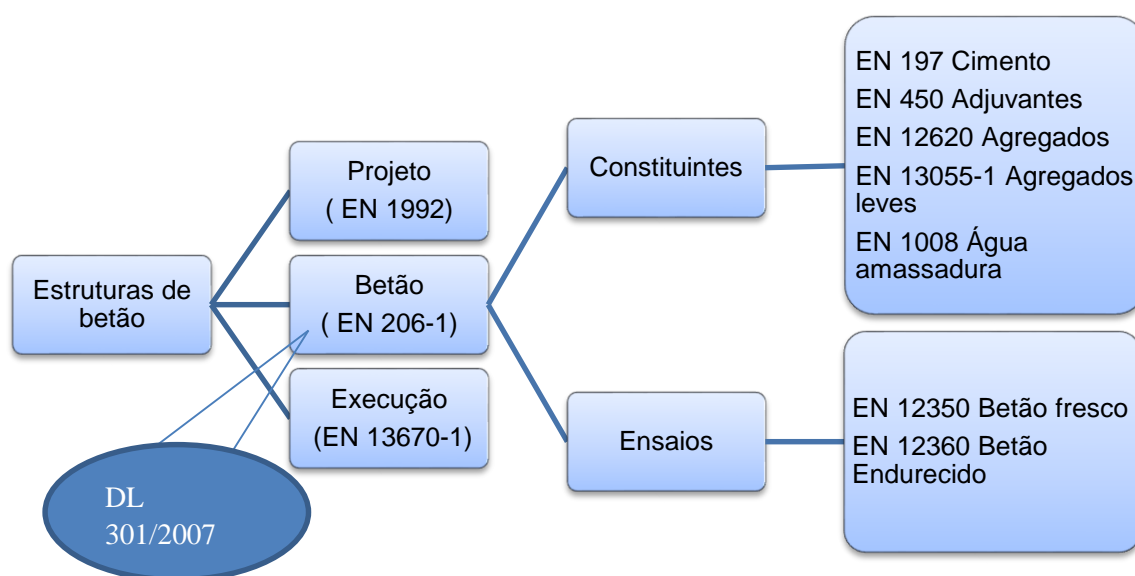 Estruturas de
betão
Projeto
( EN 1992)
Betão
( EN 206-1)
Execução
(EN 13670-1)
DL
301/2007
Constituintes
EN 197 Cimento
EN 450 Adjuvantes
EN 12620 Agregados
EN 13055-1 Agregados
leves
EN 1008 Água
amassadura
Ensaios
EN 12350 Betão fresco
EN 12360 Betão
Endurecido